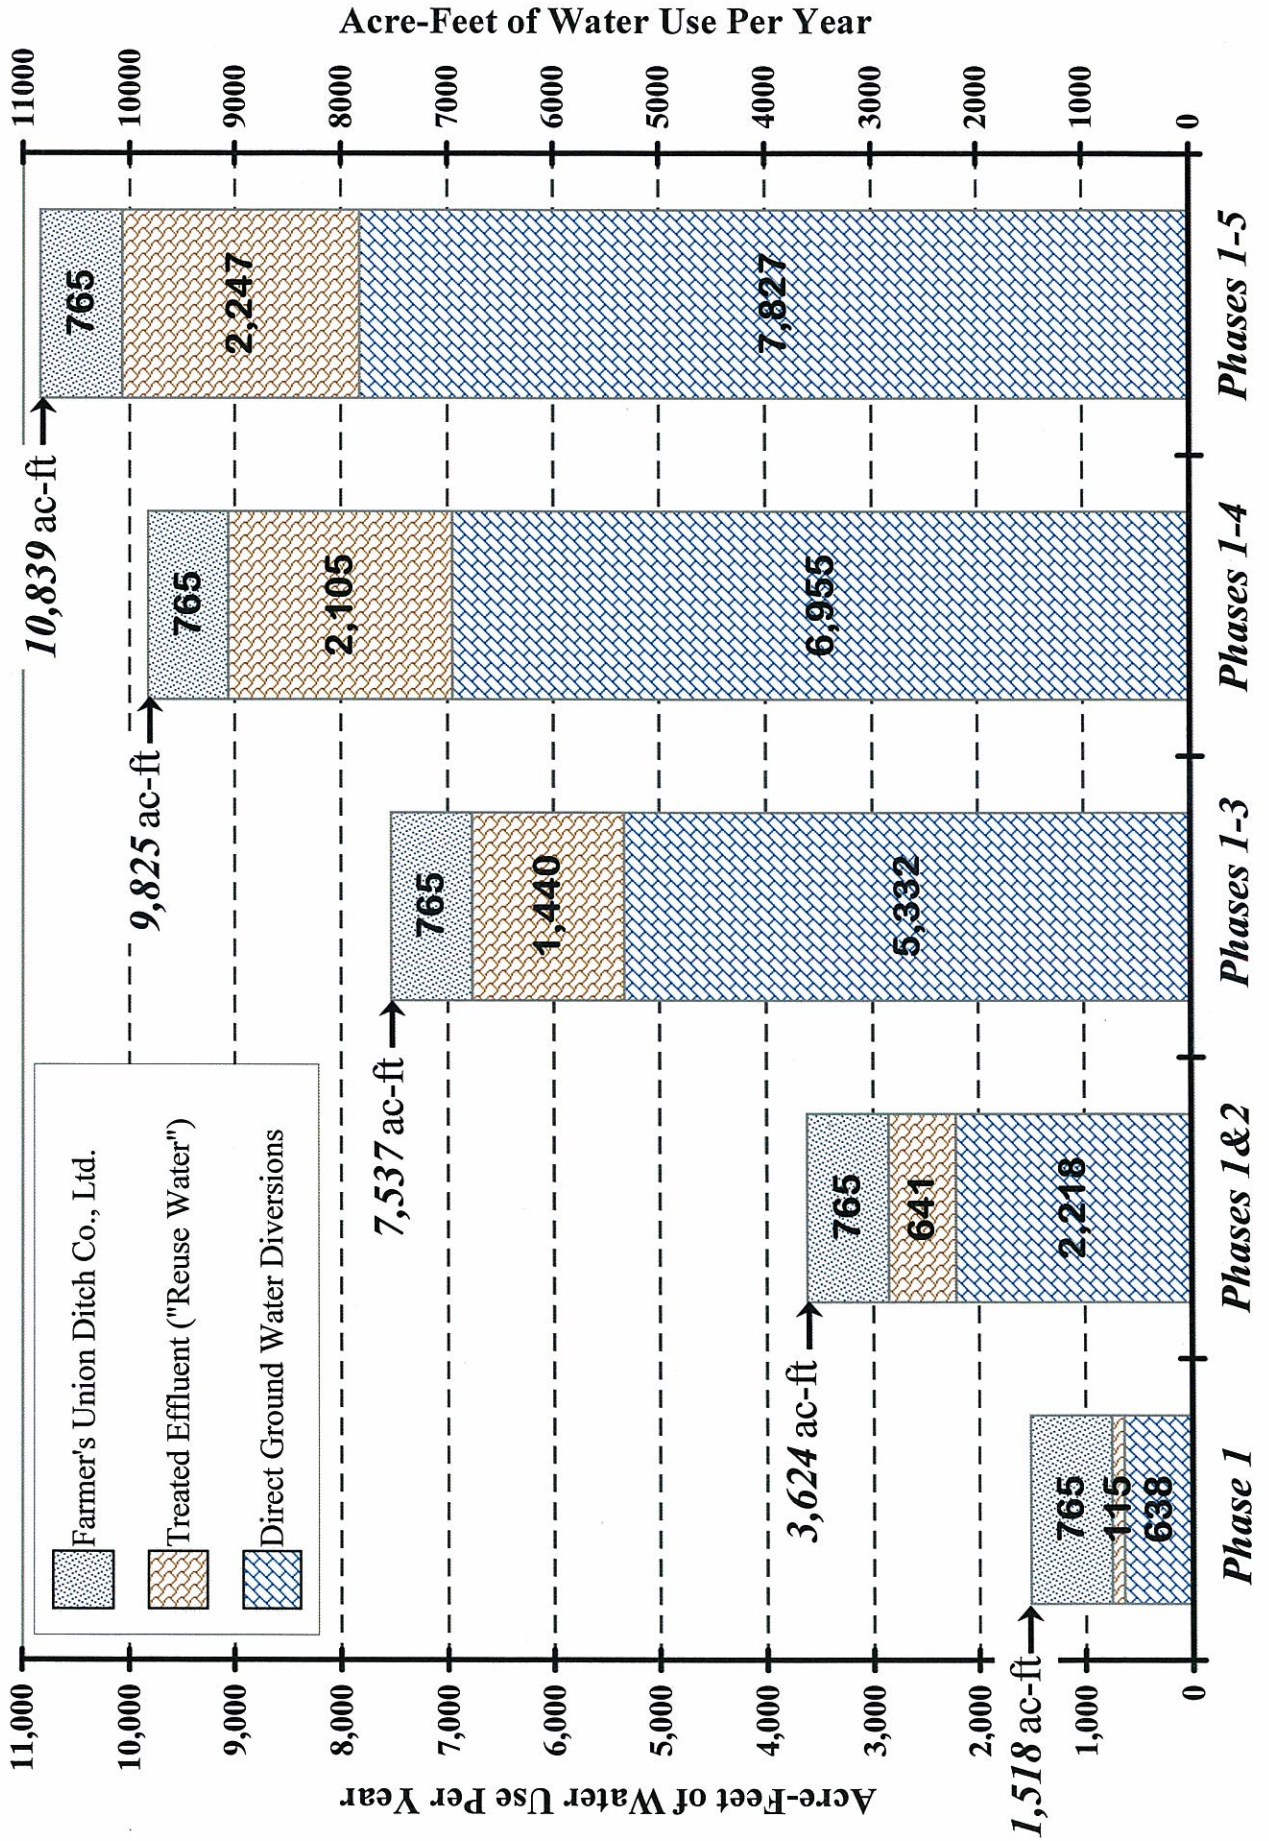 Acre-Feet of Water Use Per Year
11,000
10,000
9,000
8,000
7,000
6,000
5,000
4,000
3,000
2,000
1,000
0
Farmer's Union Ditch Co., Ltd.
Treated Effluent ("Reuse Water")
Direct Ground Water Diversions
1,518 ac-ft
765
115
638
3,624 ac-ft
765
641
2,218
7,537 ac-ft
765
1,440
5,332
9,825 ac-ft
765
2,105
6,955
10,839 ac-ft
765
2,247
7,827
Phase 1
Phases 1&2
Phases 1-3
Phases 1-4
Phases 1-5
11000
10000
9000
8000
7000
6000
5000
4000
3000
2000
1000
0
Acre-Feet of Water Use Per Year